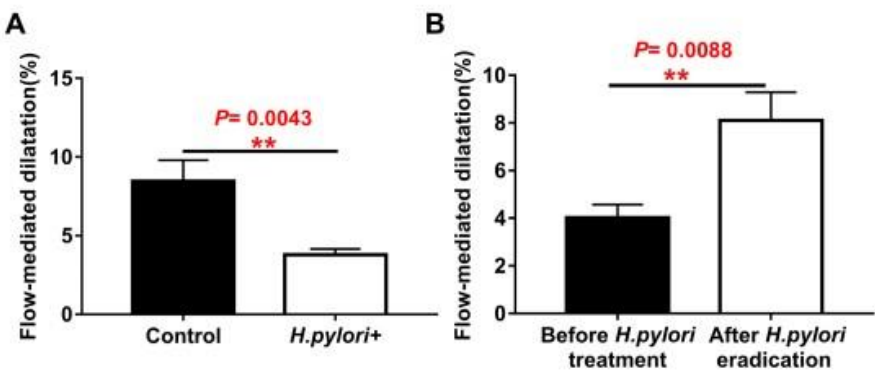 A
Flow-mediated dilatation(%)
15
10
5
0
P= 0.0043
**
Control
H.pylori+
B
Flow-mediated dilatation(%)
10
8
6
4
2
0
P= 0.0088
**
Before H.pylori
treatment
After H.pylori
eradication